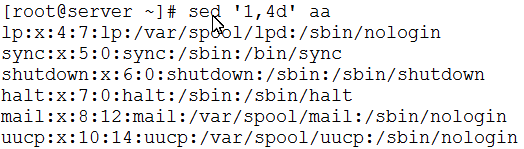 [root@server ~]# sed '1,4d' aa
lp:x:4:7:lp:/var/spool/lpd:/sbin/nologin
sync:x:5:0:sync:/sbin:/bin/sync
shutdown:x:6:0:shutdown:/sbin:/sbin/shutdown
halt:x:7:0:halt:/sbin:/sbin/halt
mail:x:8:12:mail:/var/spool/mail:/sbin/nologin
uucp:x:10:14:uucp:/var/spool/uucp:/sbin/nologin